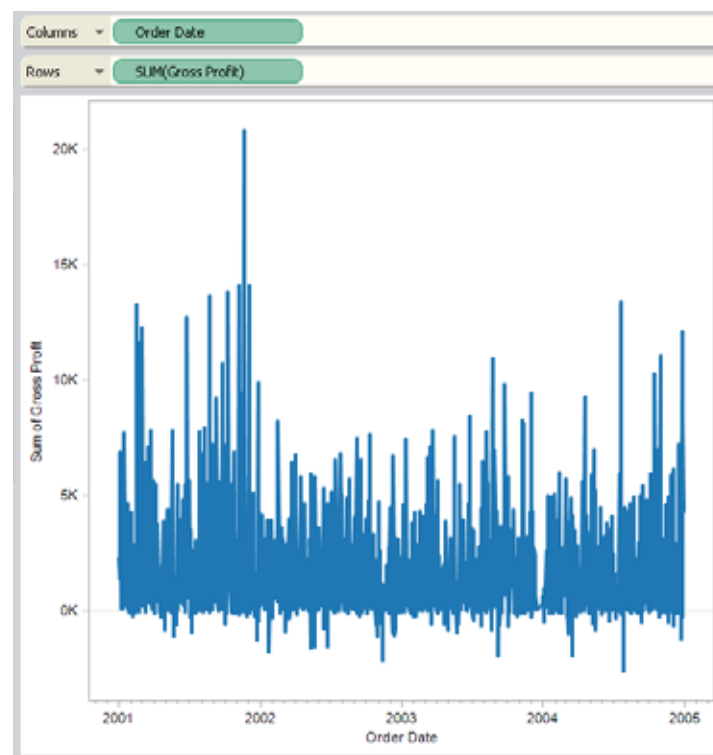 Columns Order Date
Rows SUM(Gross Profit)
20K
15K
10K
5K
0K
Sum of Gross Profit
2001 2002 2003 2004 2005
Order Date